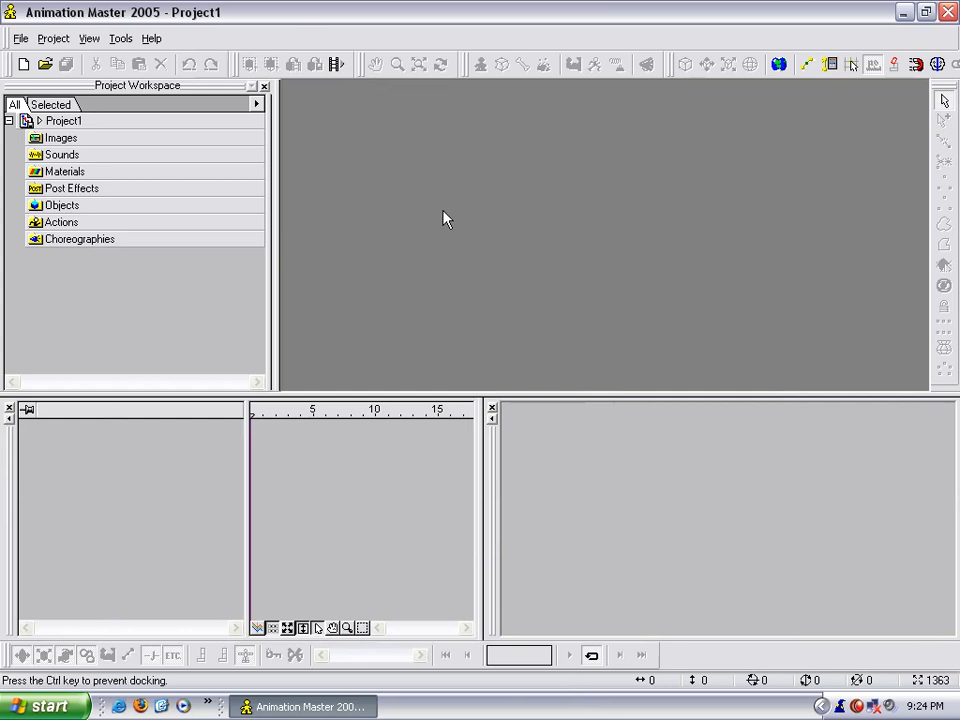 Animation Master 2005 - Project1
File Project View Tools Help
Project Workspace
All Selected
Project1
Images
Sounds
Materials
POST Post Effects
Objects
Actions
Choreographies
5 10 15
ETC.
Press the Ctrl key to prevent docking.
0 0 0 0 0 1363
start
Animation Master 200...
9:24 PM